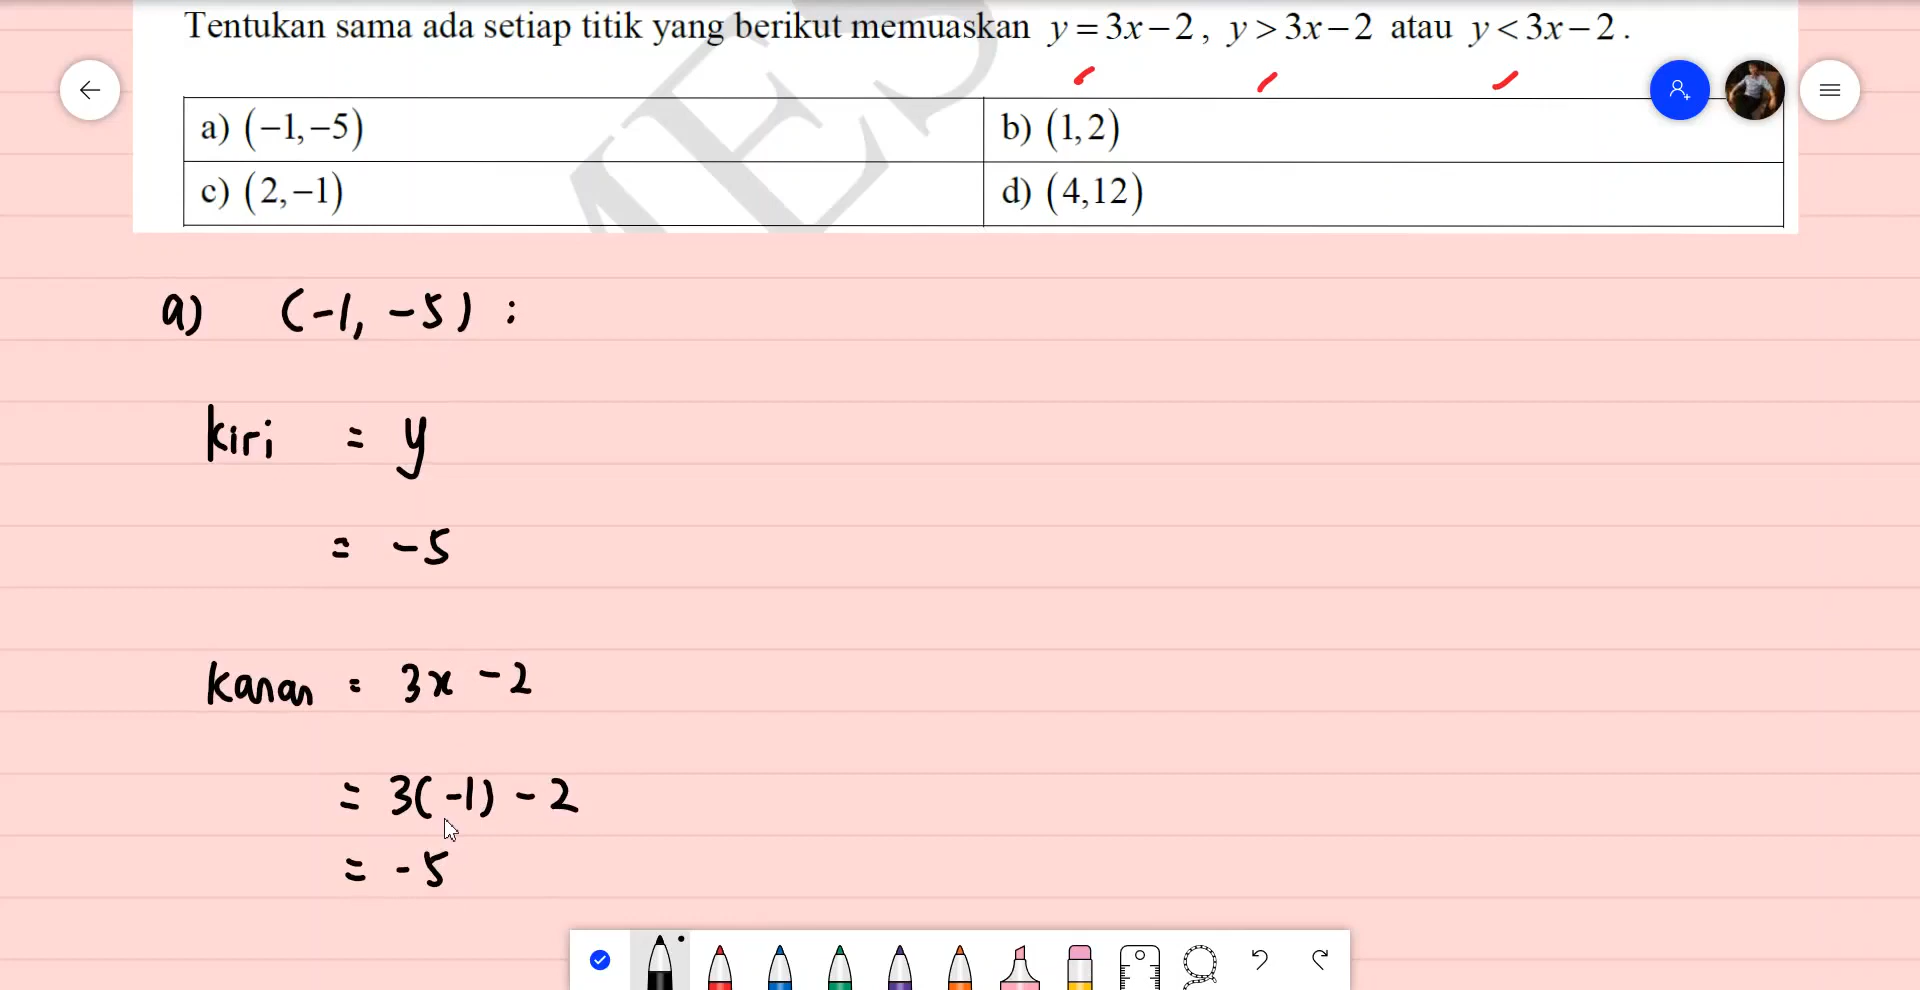 Tentukan sama ada setiap titik yang berikut memuaskan y = 3x − 2, y > 3x − 2 atau y < 3x − 2.
a) (−1, −5)
b) (1, 2)
c) (2, −1)
d) (4, 12)
a) (-1, -5) :
kiri = y
= -5
kanan = 3x - 2
= 3(-1) - 2
= -5